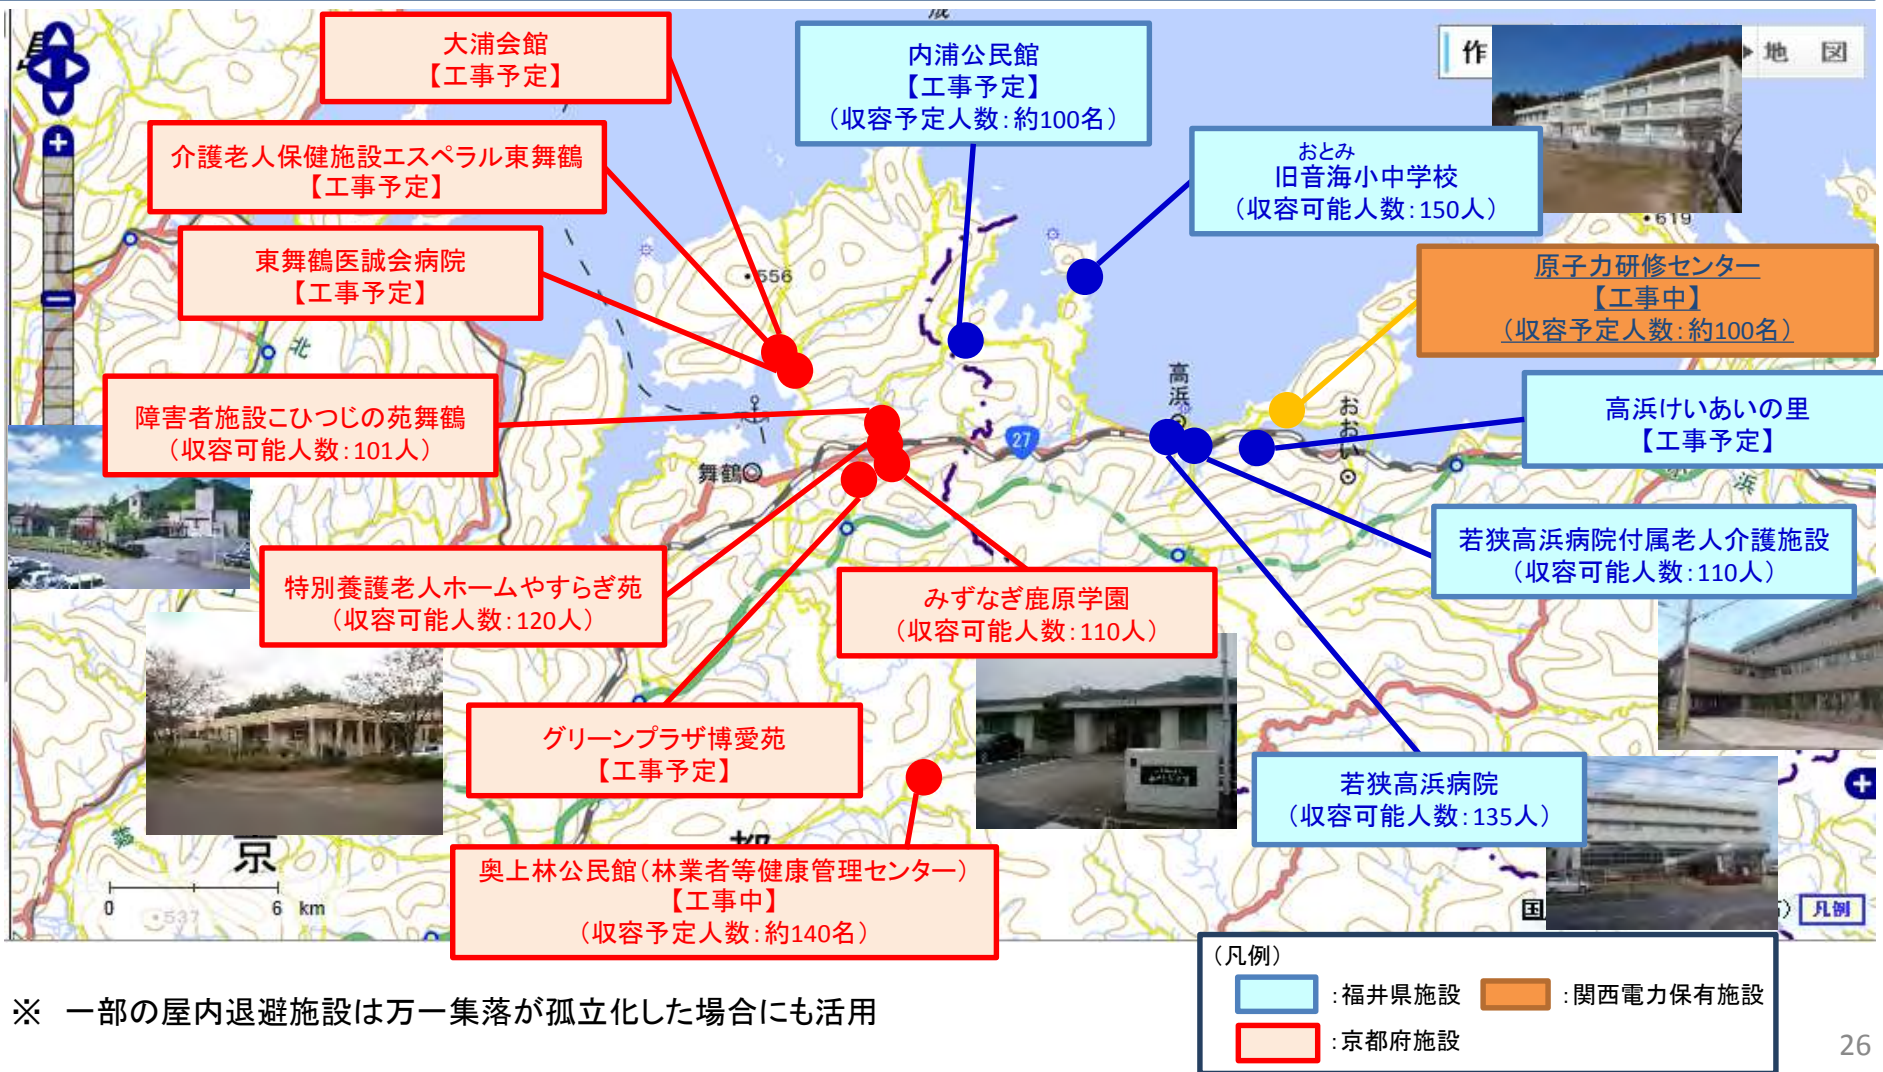 大浦会館
【工事予定】
内浦公民館
【工事予定】
（収容予定人数：約100名）
作
地 図
介護老人保健施設エスペラル東舞鶴
【工事予定】
おとみ
旧音海小中学校
（収容可能人数：150人）
619
東舞鶴医誠会病院
【工事予定】
556
原子力研修センター
【工事中】
（収容予定人数：約100名）
北
障害者施設こひつじの苑舞鶴
（収容可能人数：101人）
高浜
おおい
高浜けいあいの里
【工事予定】
27
舞鶴
浜
若狭高浜病院付属老人介護施設
（収容可能人数：110人）
特別養護老人ホームやすらぎ苑
（収容可能人数：120人）
みずなぎ鹿原学園
（収容可能人数：110人）
グリーンプラザ博愛苑
【工事予定】
若狭高浜病院
（収容可能人数：135人）
京
都
奥上林公民館（林業者等健康管理センター）
【工事中】
（収容予定人数：約140名）
0 6 km
537
国
凡例
（凡例）
：福井県施設
：関西電力保有施設
：京都府施設
※ 一部の屋内退避施設は万一集落が孤立化した場合にも活用
26